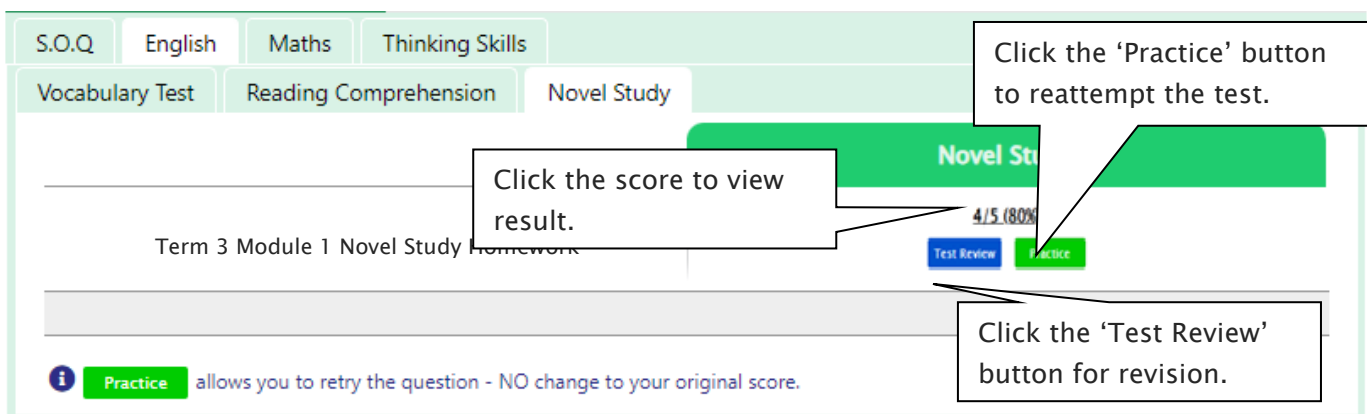 S.O.Q English Maths Thinking Skills
Click the ‘Practice’ button
to reattempt the test.
Vocabulary Test Reading Comprehension Novel Study
Novel
Click the score to view
result.
4/5 (80%
Term 3 Module 1 Novel Study Homework
Test Review Practice
Click the ‘Test Review’
button for revision.
Practice allows you to retry the question - NO change to your original score.